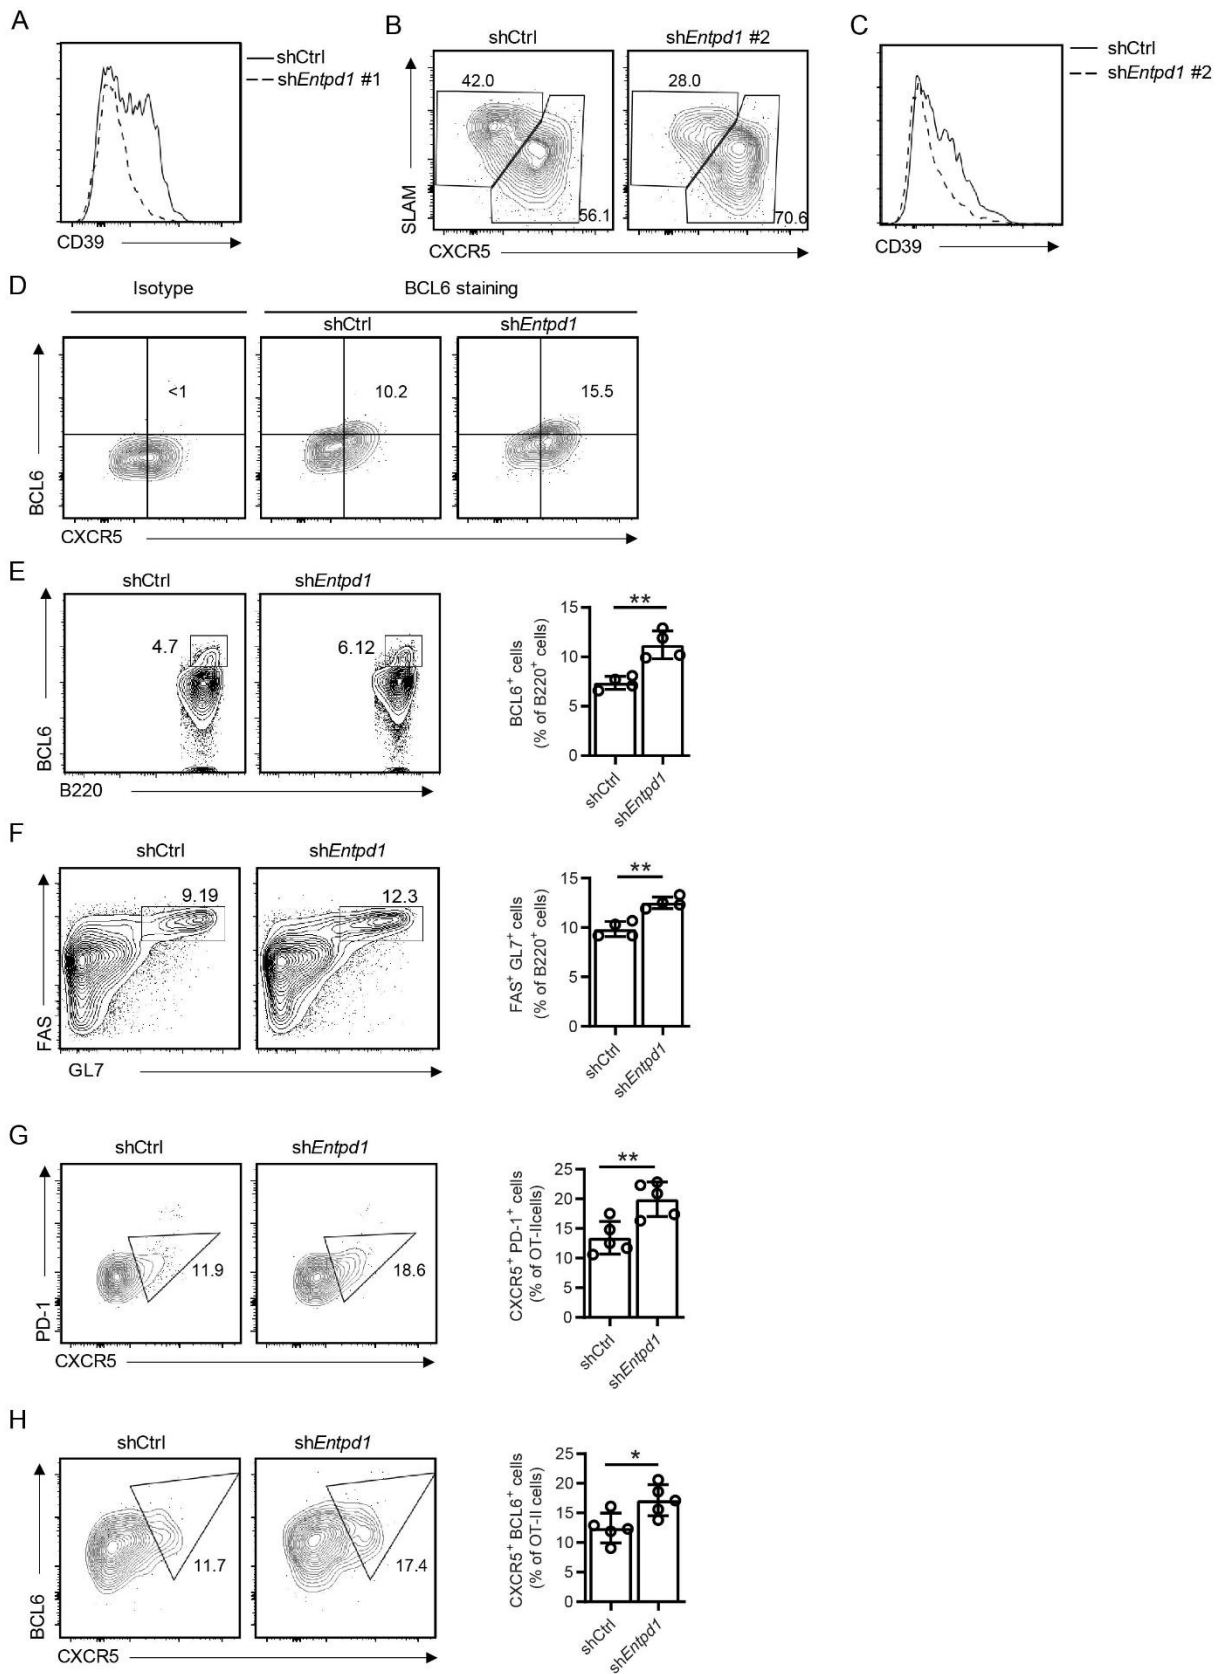 A
shCtrl
shEntpd1 #1
CD39
B
shCtrl
shEntpd1 #2
42.0
28.0
56.1
70.6
SLAM
CXCR5
C
shCtrl
shEntpd1 #2
CD39
D
Isotype
BCL6 staining
shCtrl
shEntpd1
<1
10.2
15.5
BCL6
CXCR5
E
shCtrl
shEntpd1
4.7
6.12
BCL6
B220
**
15
10
5
0
BCL6+ cells
(% of B220+ cells)
shCtrl
shEntpd1
F
shCtrl
shEntpd1
9.19
12.3
FAS
GL7
**
15
10
5
0
FAS+ GL7+ cells
(% of B220+ cells)
shCtrl
shEntpd1
G
shCtrl
shEntpd1
11.9
18.6
PD-1
CXCR5
**
25
20
15
10
5
0
CXCR5+ PD-1+ cells
(% of OT-IIcells)
shCtrl
shEntpd1
H
shCtrl
shEntpd1
11.7
17.4
BCL6
CXCR5
*
25
20
15
10
5
0
CXCR5+ BCL6+ cells
(% of OT-II cells)
shCtrl
shEntpd1